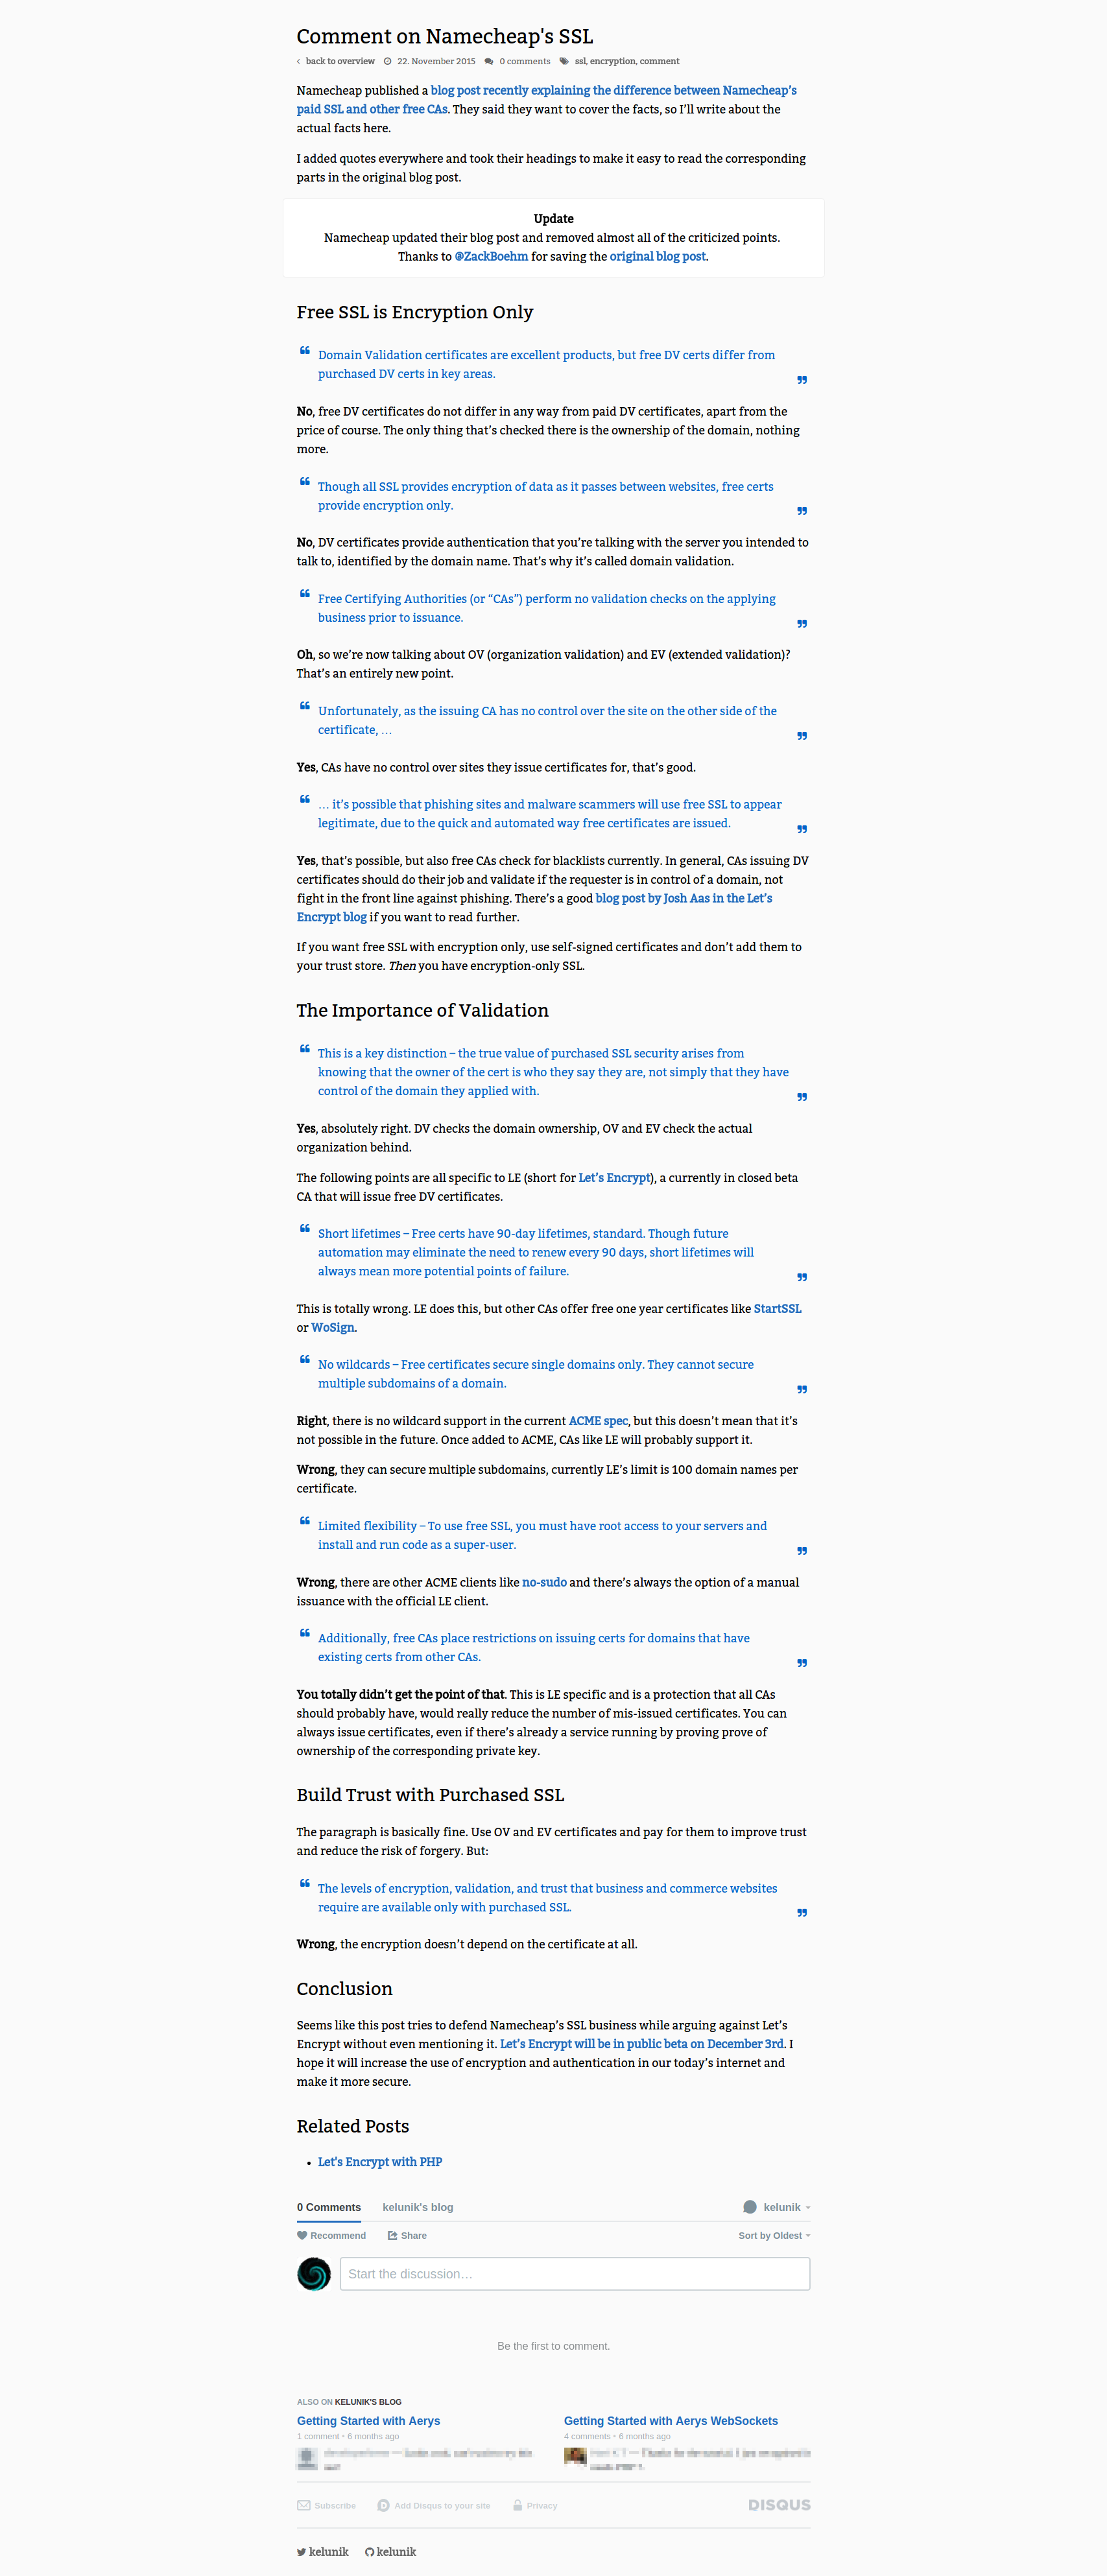 Comment on Namecheap's SSL
back to overview 22. November 2015 0 comments ssl, encryption, comment
Namecheap published a blog post recently explaining the difference between Namecheap’s
paid SSL and other free CAs. They said they want to cover the facts, so I’ll write about the
actual facts here.
I added quotes everywhere and took their headings to make it easy to read the corresponding
parts in the original blog post.
Update
Namecheap updated their blog post and removed almost all of the criticized points.
Thanks to @ZackBoehm for saving the original blog post.
Free SSL is Encryption Only
Domain Validation certificates are excellent products, but free DV certs differ from
purchased DV certs in key areas.
No, free DV certificates do not differ in any way from paid DV certificates, apart from the
price of course. The only thing that’s checked there is the ownership of the domain, nothing
more.
Though all SSL provides encryption of data as it passes between websites, free certs
provide encryption only.
No, DV certificates provide authentication that you’re talking with the server you intended to
talk to, identified by the domain name. That’s why it’s called domain validation.
Free Certifying Authorities (or “CAs”) perform no validation checks on the applying
business prior to issuance.
Oh, so we’re now talking about OV (organization validation) and EV (extended validation)?
That’s an entirely new point.
Unfortunately, as the issuing CA has no control over the site on the other side of the
certificate, …
Yes, CAs have no control over sites they issue certificates for, that’s good.
… it’s possible that phishing sites and malware scammers will use free SSL to appear
legitimate, due to the quick and automated way free certificates are issued.
Yes, that’s possible, but also free CAs check for blacklists currently. In general, CAs issuing DV
certificates should do their job and validate if the requester is in control of a domain, not
fight in the front line against phishing. There’s a good blog post by Josh Aas in the Let’s
Encrypt blog if you want to read further.
If you want free SSL with encryption only, use self-signed certificates and don’t add them to
your trust store. Then you have encryption-only SSL.
The Importance of Validation
This is a key distinction – the true value of purchased SSL security arises from
knowing that the owner of the cert is who they say they are, not simply that they have
control of the domain they applied with.
Yes, absolutely right. DV checks the domain ownership, OV and EV check the actual
organization behind.
The following points are all specific to LE (short for Let’s Encrypt), a currently in closed beta
CA that will issue free DV certificates.
Short lifetimes – Free certs have 90-day lifetimes, standard. Though future
automation may eliminate the need to renew every 90 days, short lifetimes will
always mean more potential points of failure.
This is totally wrong. LE does this, but other CAs offer free one year certificates like StartSSL
or WoSign.
No wildcards – Free certificates secure single domains only. They cannot secure
multiple subdomains of a domain.
Right, there is no wildcard support in the current ACME spec, but this doesn’t mean that it’s
not possible in the future. Once added to ACME, CAs like LE will probably support it.
Wrong, they can secure multiple subdomains, currently LE’s limit is 100 domain names per
certificate.
Limited flexibility – To use free SSL, you must have root access to your servers and
install and run code as a super-user.
Wrong, there are other ACME clients like no-sudo and there’s always the option of a manual
issuance with the official LE client.
Additionally, free CAs place restrictions on issuing certs for domains that have
existing certs from other CAs.
You totally didn’t get the point of that. This is LE specific and is a protection that all CAs
should probably have, would really reduce the number of mis-issued certificates. You can
always issue certificates, even if there’s already a service running by proving prove of
ownership of the corresponding private key.
Build Trust with Purchased SSL
The paragraph is basically fine. Use OV and EV certificates and pay for them to improve trust
and reduce the risk of forgery. But:
The levels of encryption, validation, and trust that business and commerce websites
require are available only with purchased SSL.
Wrong, the encryption doesn’t depend on the certificate at all.
Conclusion
Seems like this post tries to defend Namecheap’s SSL business while arguing against Let’s
Encrypt without even mentioning it. Let’s Encrypt will be in public beta on December 3rd. I
hope it will increase the use of encryption and authentication in our today’s internet and
make it more secure.
Related Posts
Let's Encrypt with PHP
0 Comments kelunik's blog kelunik
Recommend Share Sort by Oldest
Start the discussion…
Be the first to comment.
ALSO ON KELUNIK'S BLOG
Getting Started with Aerys
1 comment • 6 months ago
Getting Started with Aerys WebSockets
4 comments • 6 months ago
Subscribe Add Disqus to your site Privacy DISQUS
kelunik kelunik